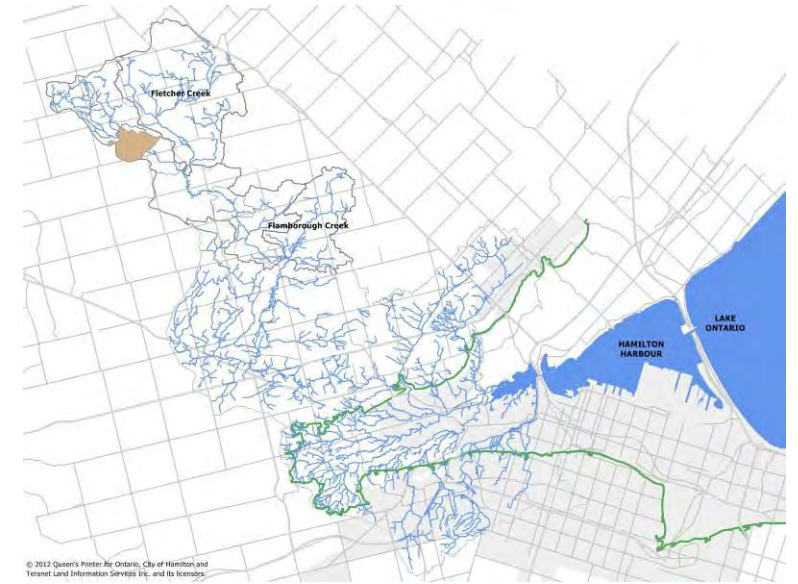 Fletcher Creek
Flamborough Creek
LAKE
ONTARIO
HAMILTON
HARBOUR
© 2012 Queen's Printer for Ontario, City of Hamilton and
Teranet Land Information Services Inc. and its licensors.